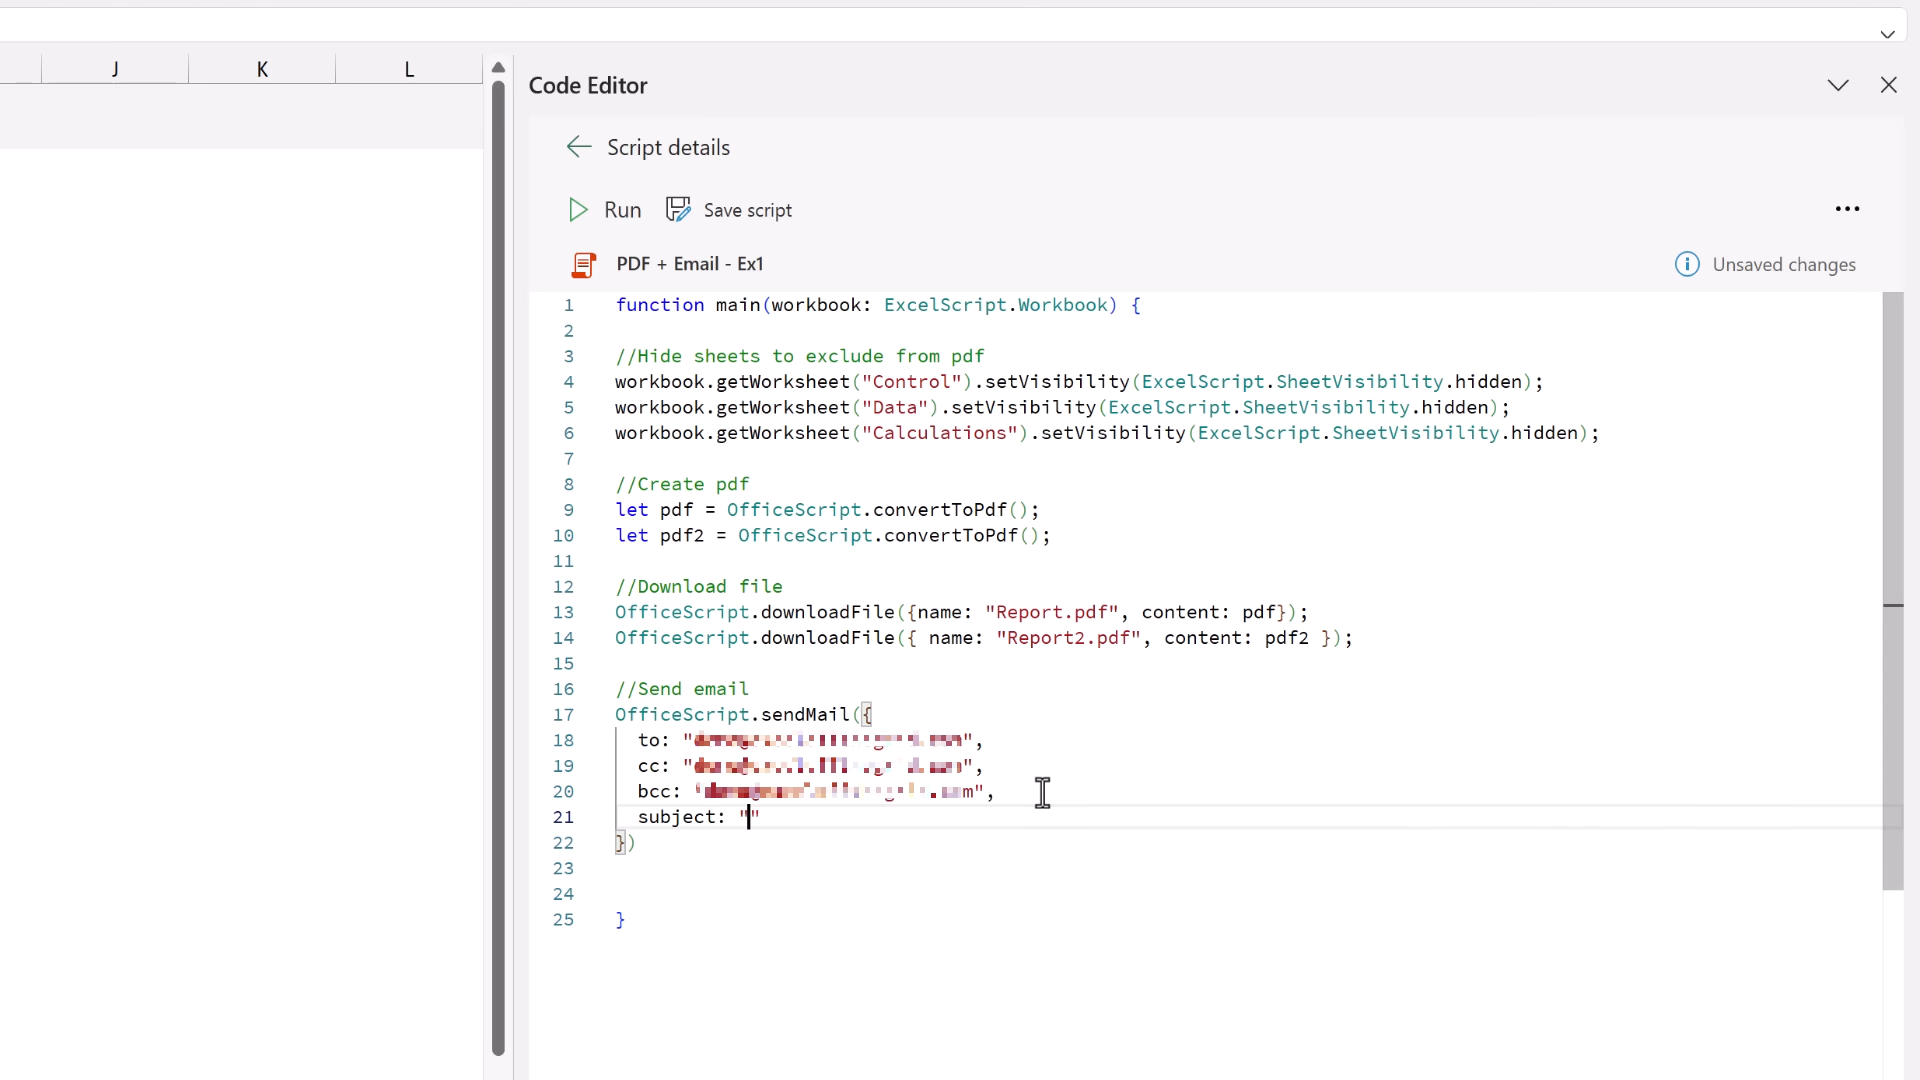 J K L
Code Editor
Script details
Run Save script
PDF + Email - Ex1 Unsaved changes
1 function main(workbook: ExcelScript.Workbook) {
2
3 //Hide sheets to exclude from pdf
4 workbook.getWorksheet("Control").setVisibility(ExcelScript.SheetVisibility.hidden);
5 workbook.getWorksheet("Data").setVisibility(ExcelScript.SheetVisibility.hidden);
6 workbook.getWorksheet("Calculations").setVisibility(ExcelScript.SheetVisibility.hidden);
7
8 //Create pdf
9 let pdf = OfficeScript.convertToPdf();
10 let pdf2 = OfficeScript.convertToPdf();
11
12 //Download file
13 OfficeScript.downloadFile({name: "Report.pdf", content: pdf});
14 OfficeScript.downloadFile({ name: "Report2.pdf", content: pdf2 });
15
16 //Send email
17 OfficeScript.sendMail({
18 to: "",
19 cc: "",
20 bcc: "",
21 subject: ""
22 })
23
24
25 }